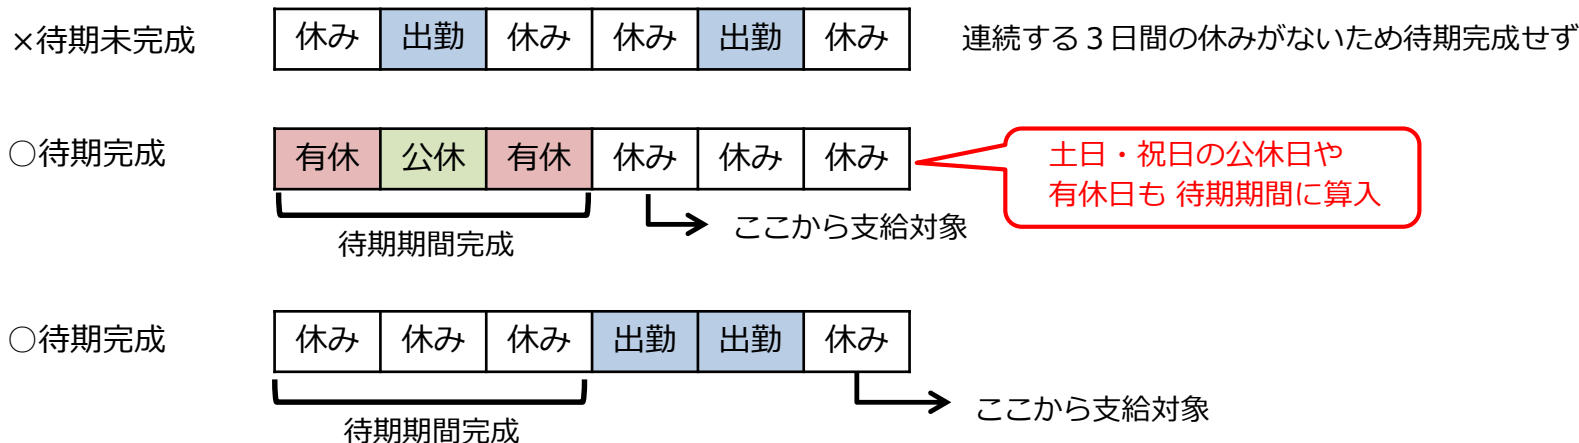 ×待期未完成 休み 出勤 休み 休み 出勤 休み 連続する3日間の休みがないため待期完成せず
○待期完成 有休 公休 有休 休み 休み 休み
土日・祝日の公休日や
有休日も 待期期間に算入
待期期間完成
ここから支給対象
○待期完成 休み 休み 休み 出勤 出勤 休み
待期期間完成
ここから支給対象